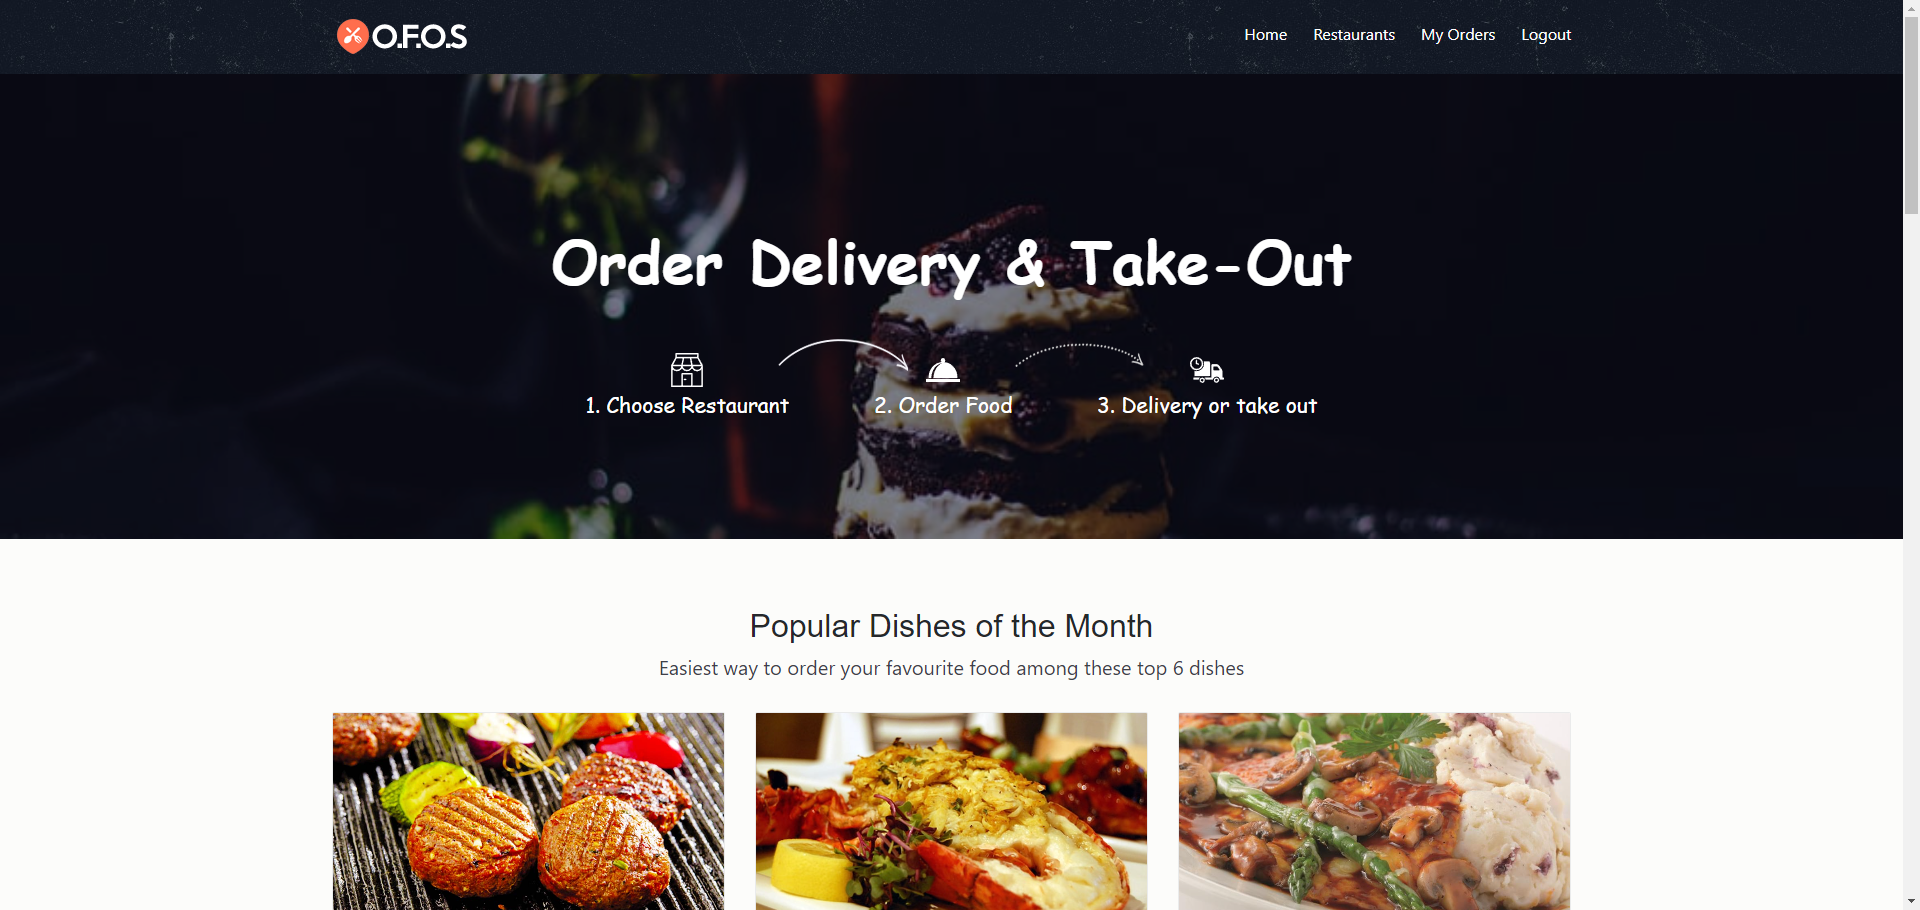 O.F.O.S
Home Restaurants My Orders Logout
Order Delivery & Take-Out
1. Choose Restaurant
2. Order Food
3. Delivery or take out
Popular Dishes of the Month
Easiest way to order your favourite food among these top 6 dishes